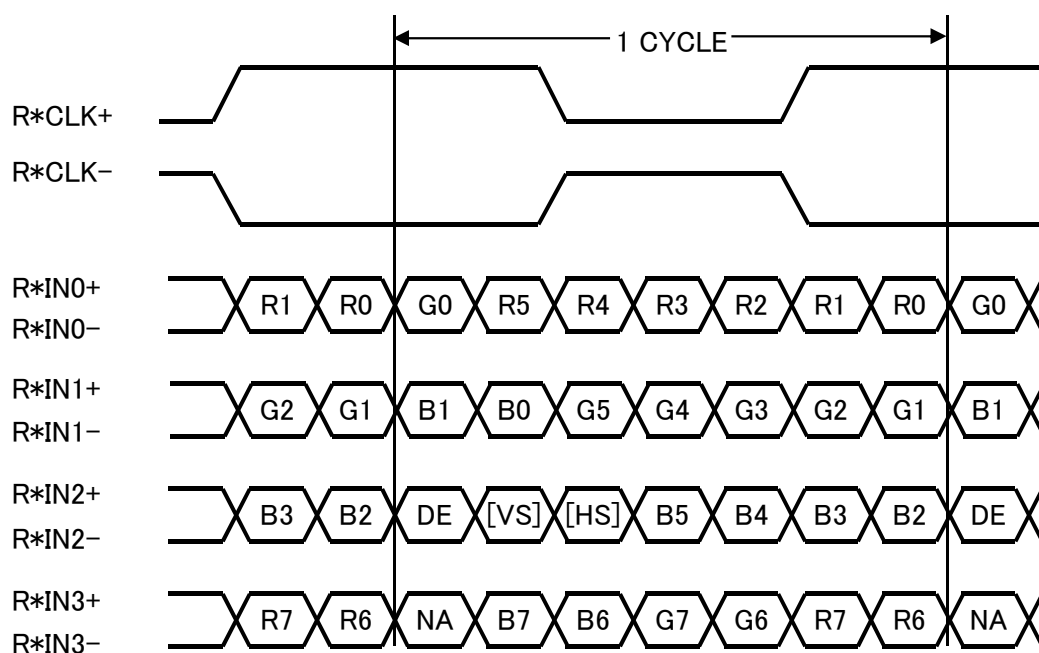 1 CYCLE
R*CLK+
R*CLK-
R*IN0+
R1 R0 G0 R5 R4 R3 R2 R1 R0 G0
R*IN0-
R*IN1+
G2 G1 B1 B0 G5 G4 G3 G2 G1 B1
R*IN1-
R*IN2+
B3 B2 DE [VS] [HS] B5 B4 B3 B2 DE
R*IN2-
R*IN3+
R7 R6 NA B7 B6 G7 G6 R7 R6 NA
R*IN3-